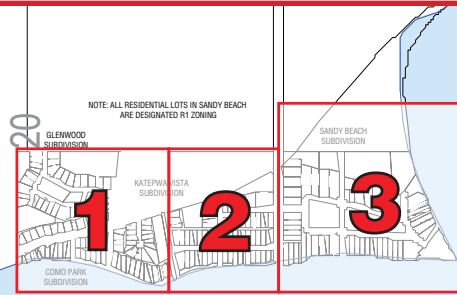 NOTE: ALL RESIDENTIAL LOTS IN SANDY BEACH
ARE DESIGNATED R1 ZONING
20
GLENWOOD
SUBDIVISION
SANDY BEACH
SUBDIVISION
KATEPWA VISTA
SUBDIVISION
1
2
3
COMO PARK
SUBDIVISION